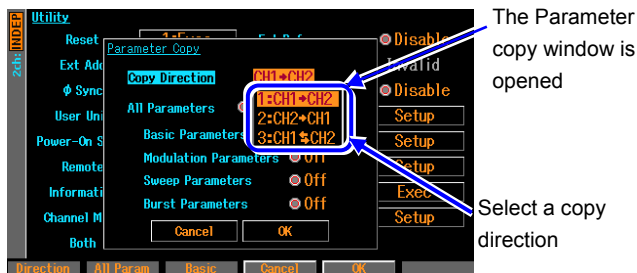 2ch: INDEP
Utility
Reset
Disable
Parameter Copy
Ext Add
Invalid
Copy Direction
CH1→CH2
φ Sync
Disable
1:CH1→CH2
All Parameters
User Uni
2:CH2→CH1
Setup
Basic Parameters
3:CH1⇆CH2
Power-On S
Setup
Modulation Parameters
Off
Remote
Setup
Sweep Parameters
Off
Informati
Exec
Burst Parameters
Off
Channel M
Setup
Cancel
OK
Both
Direction
All Param
Basic
Cancel
OK
The Parameter
copy window is
opened
Select a copy
direction